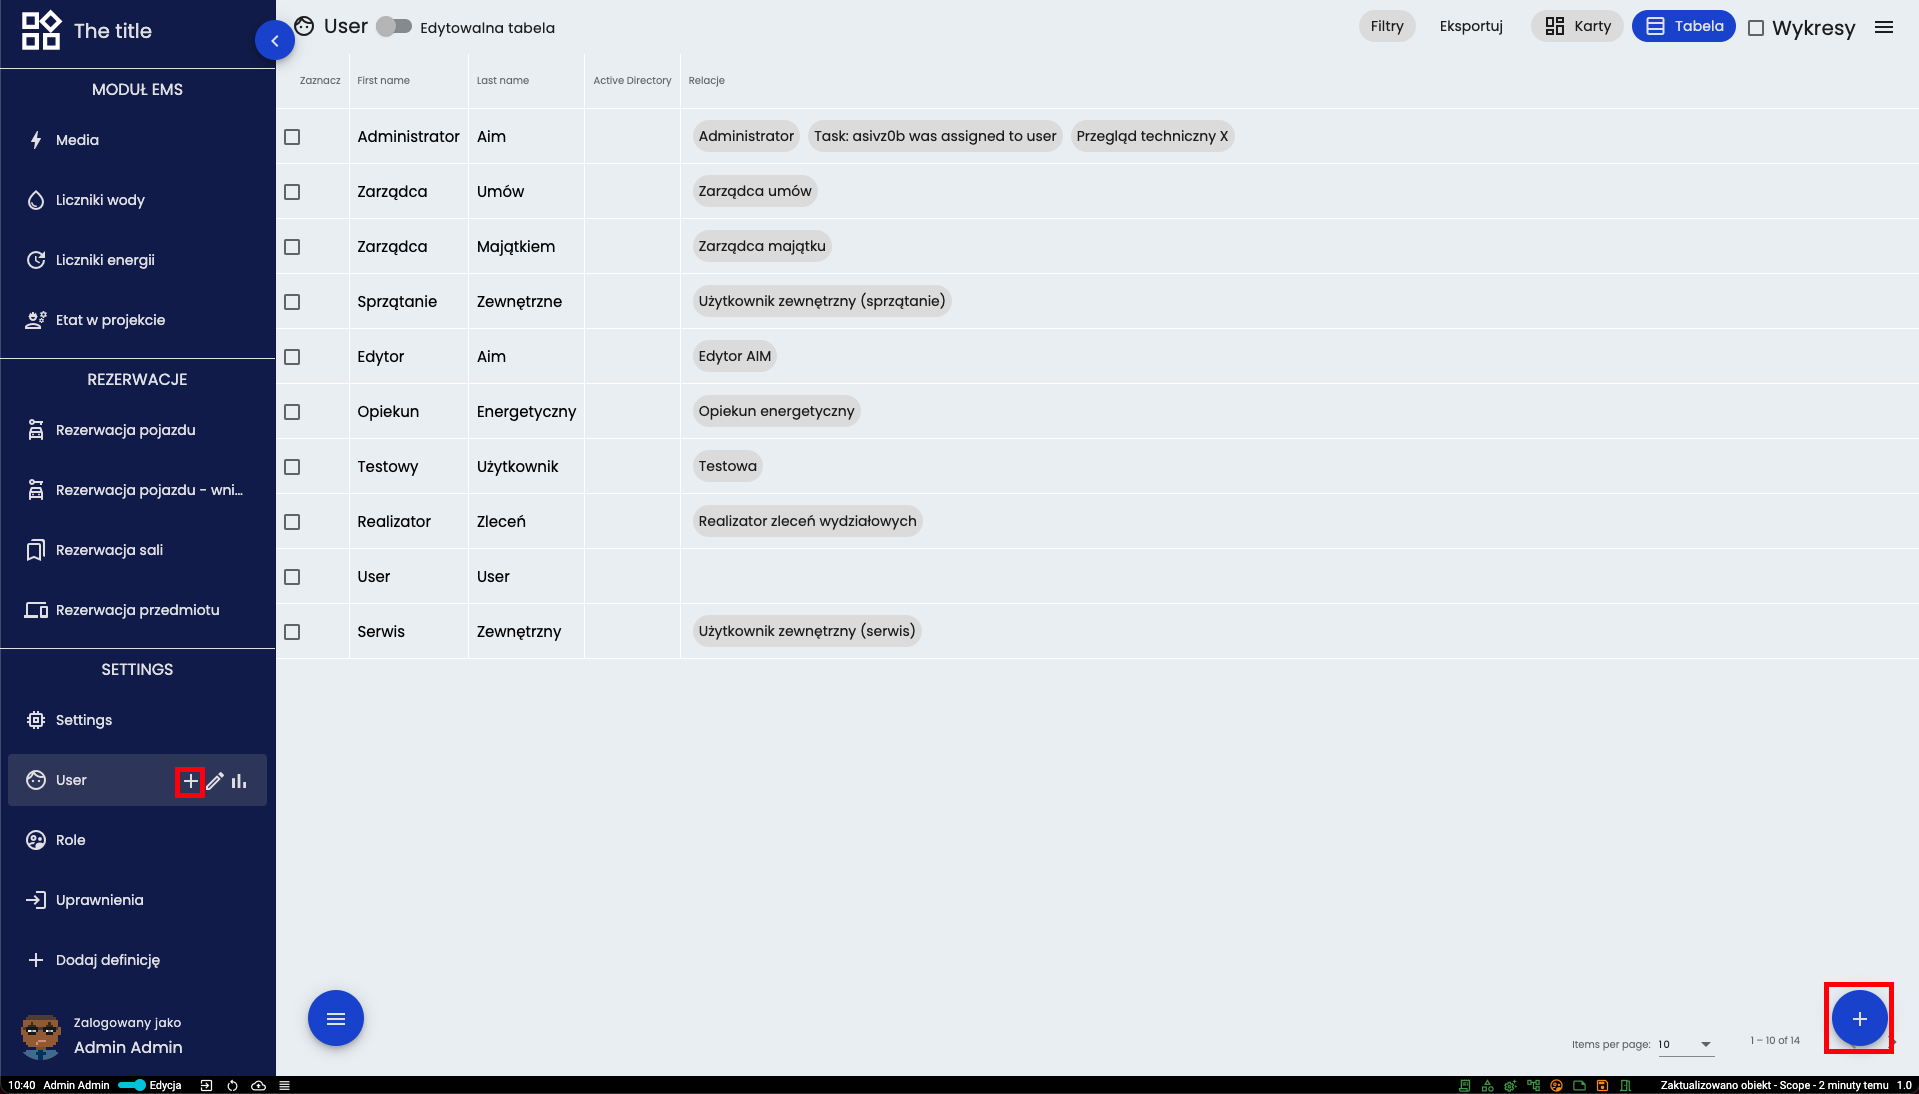 The title
MODUŁ EMS
Media
Liczniki wody
Liczniki energii
Etat w projekcie
REZERWACJE
Rezerwacja pojazdu
Rezerwacja pojazdu - wni...
Rezerwacja sali
Rezerwacja przedmiotu
SETTINGS
Settings
User
Role
Uprawnienia
Dodaj definicję
Zalogowany jako
Admin Admin
User Edytowalna tabela Filtry Eksportuj Karty Tabela Wykresy
Zaznacz First name Last name Active Directory Relacje
Administrator Aim Administrator Task: asivz0b was assigned to user Przegląd techniczny X
Zarządca Umów Zarządca umów
Zarządca Majątkiem Zarządca majątku
Sprzątanie Zewnętrzne Użytkownik zewnętrzny (sprzątanie)
Edytor Aim Edytor AIM
Opiekun Energetyczny Opiekun energetyczny
Testowy Użytkownik Testowa
Realizator Zleceń Realizator zleceń wydziałowych
User User
Serwis Zewnętrzny Użytkownik zewnętrzny (serwis)
Items per page: 10 1 – 10 of 14
10:40 Admin Admin Edycja Zaktualizowano obiekt - Scope - 2 minuty temu 1.0